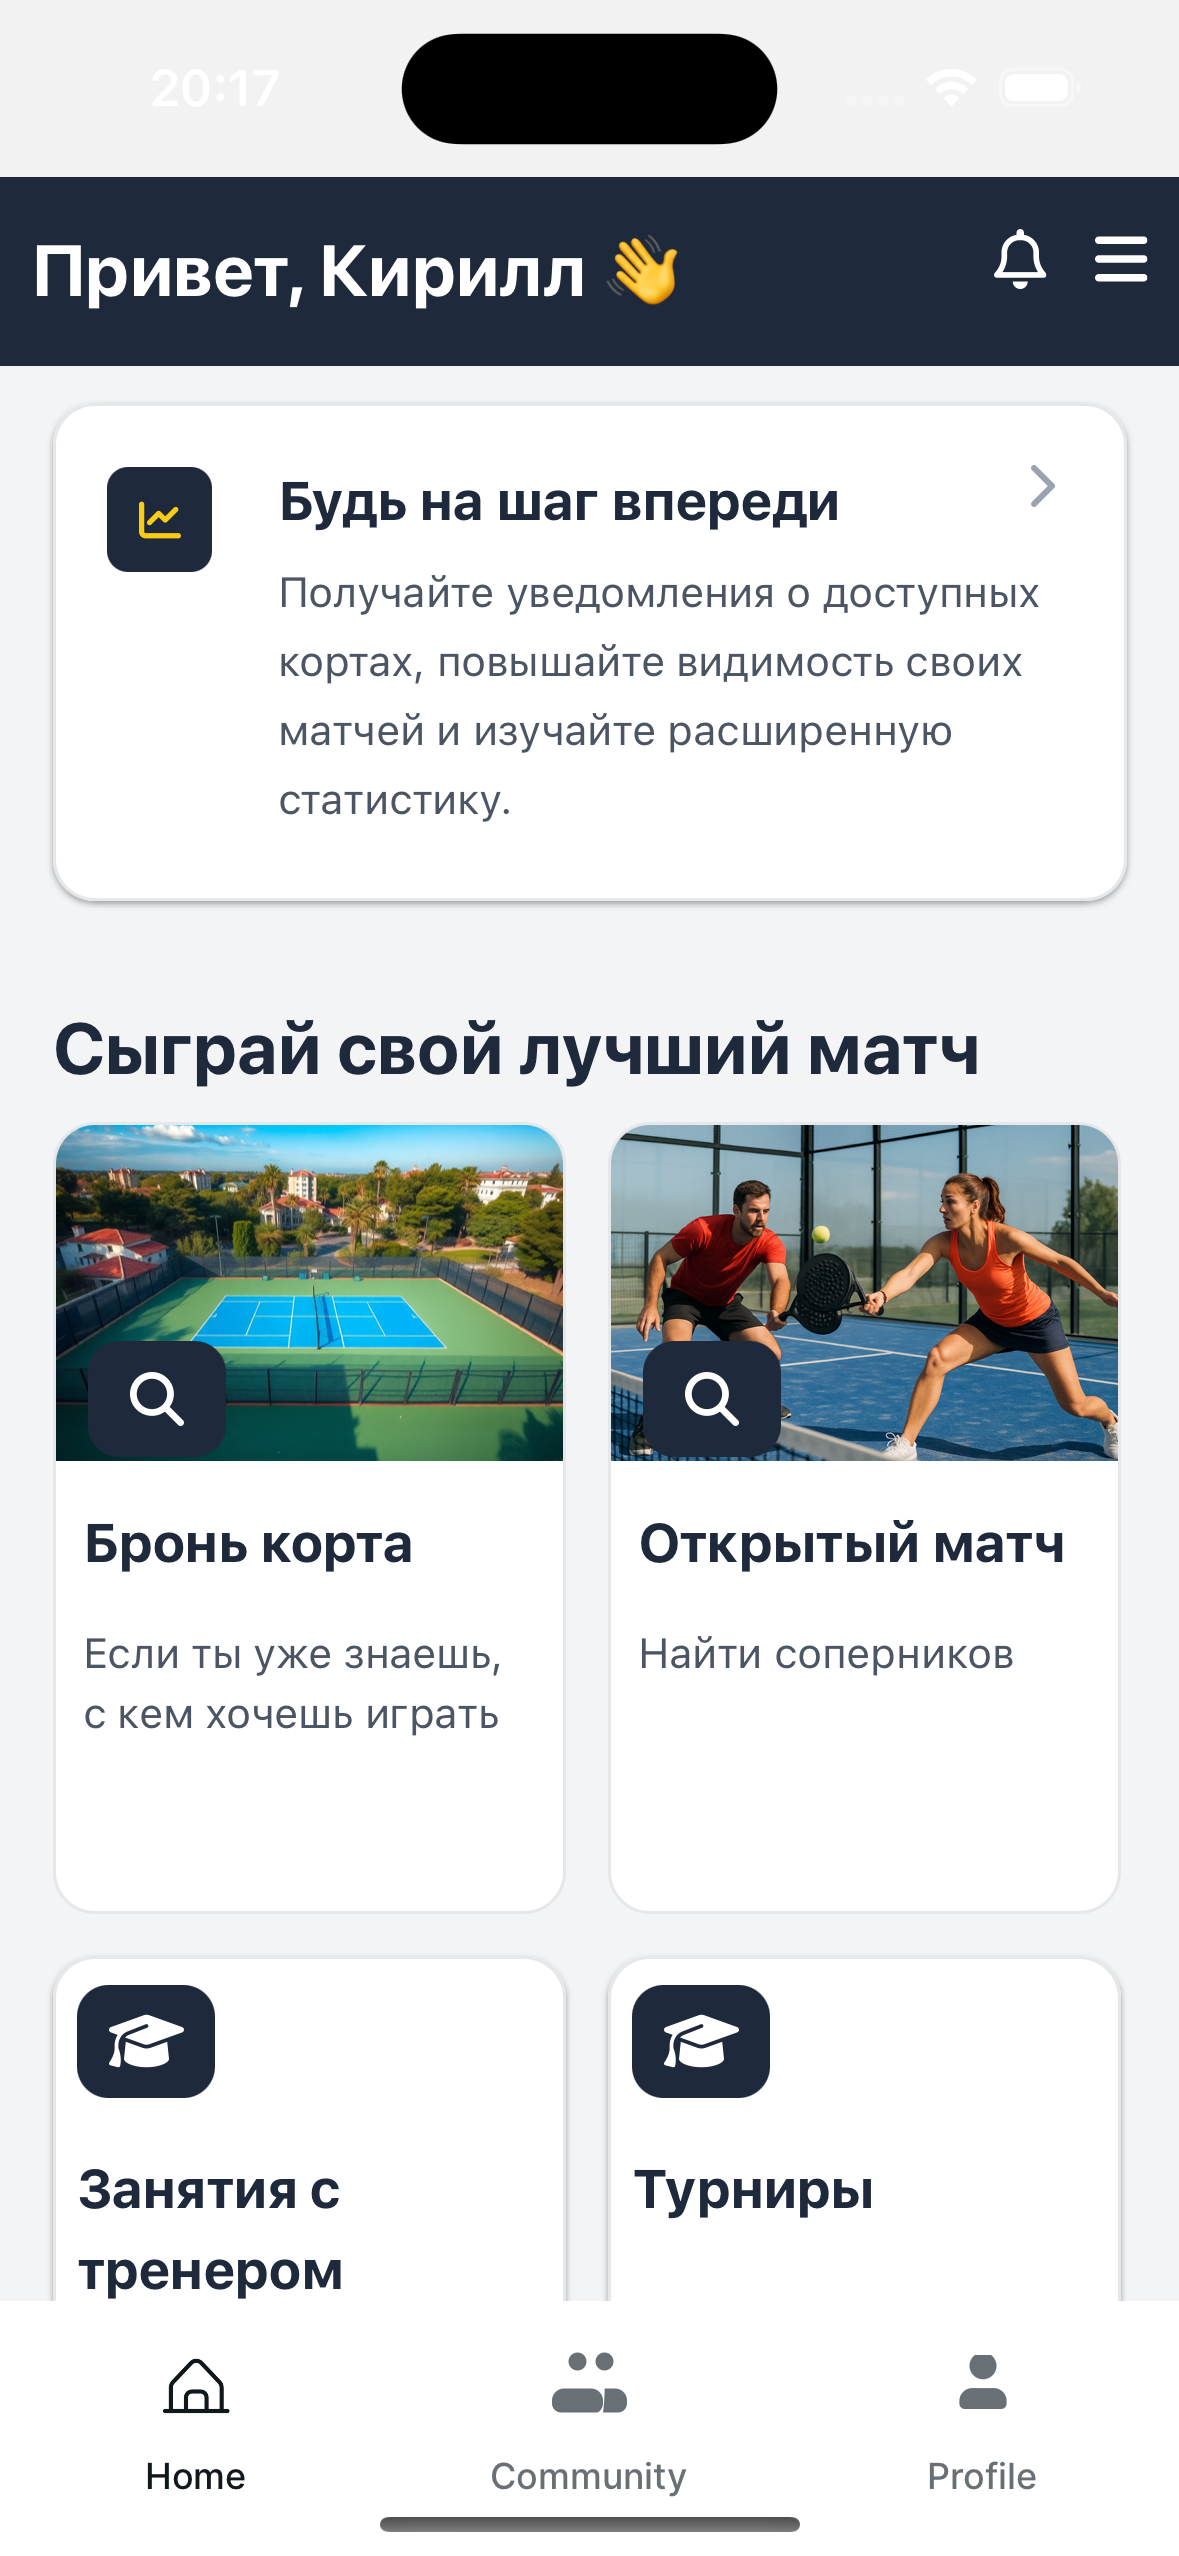 20:17
Привет, Кирилл 👋
Будь на шаг впереди
Получайте уведомления о доступных
кортах, повышайте видимость своих
матчей и изучайте расширенную
статистику.
Сыграй свой лучший матч
Бронь корта
Если ты уже знаешь,
с кем хочешь играть
Открытый матч
Найти соперников
Занятия с
тренером
Турниры
Home
Community
Profile